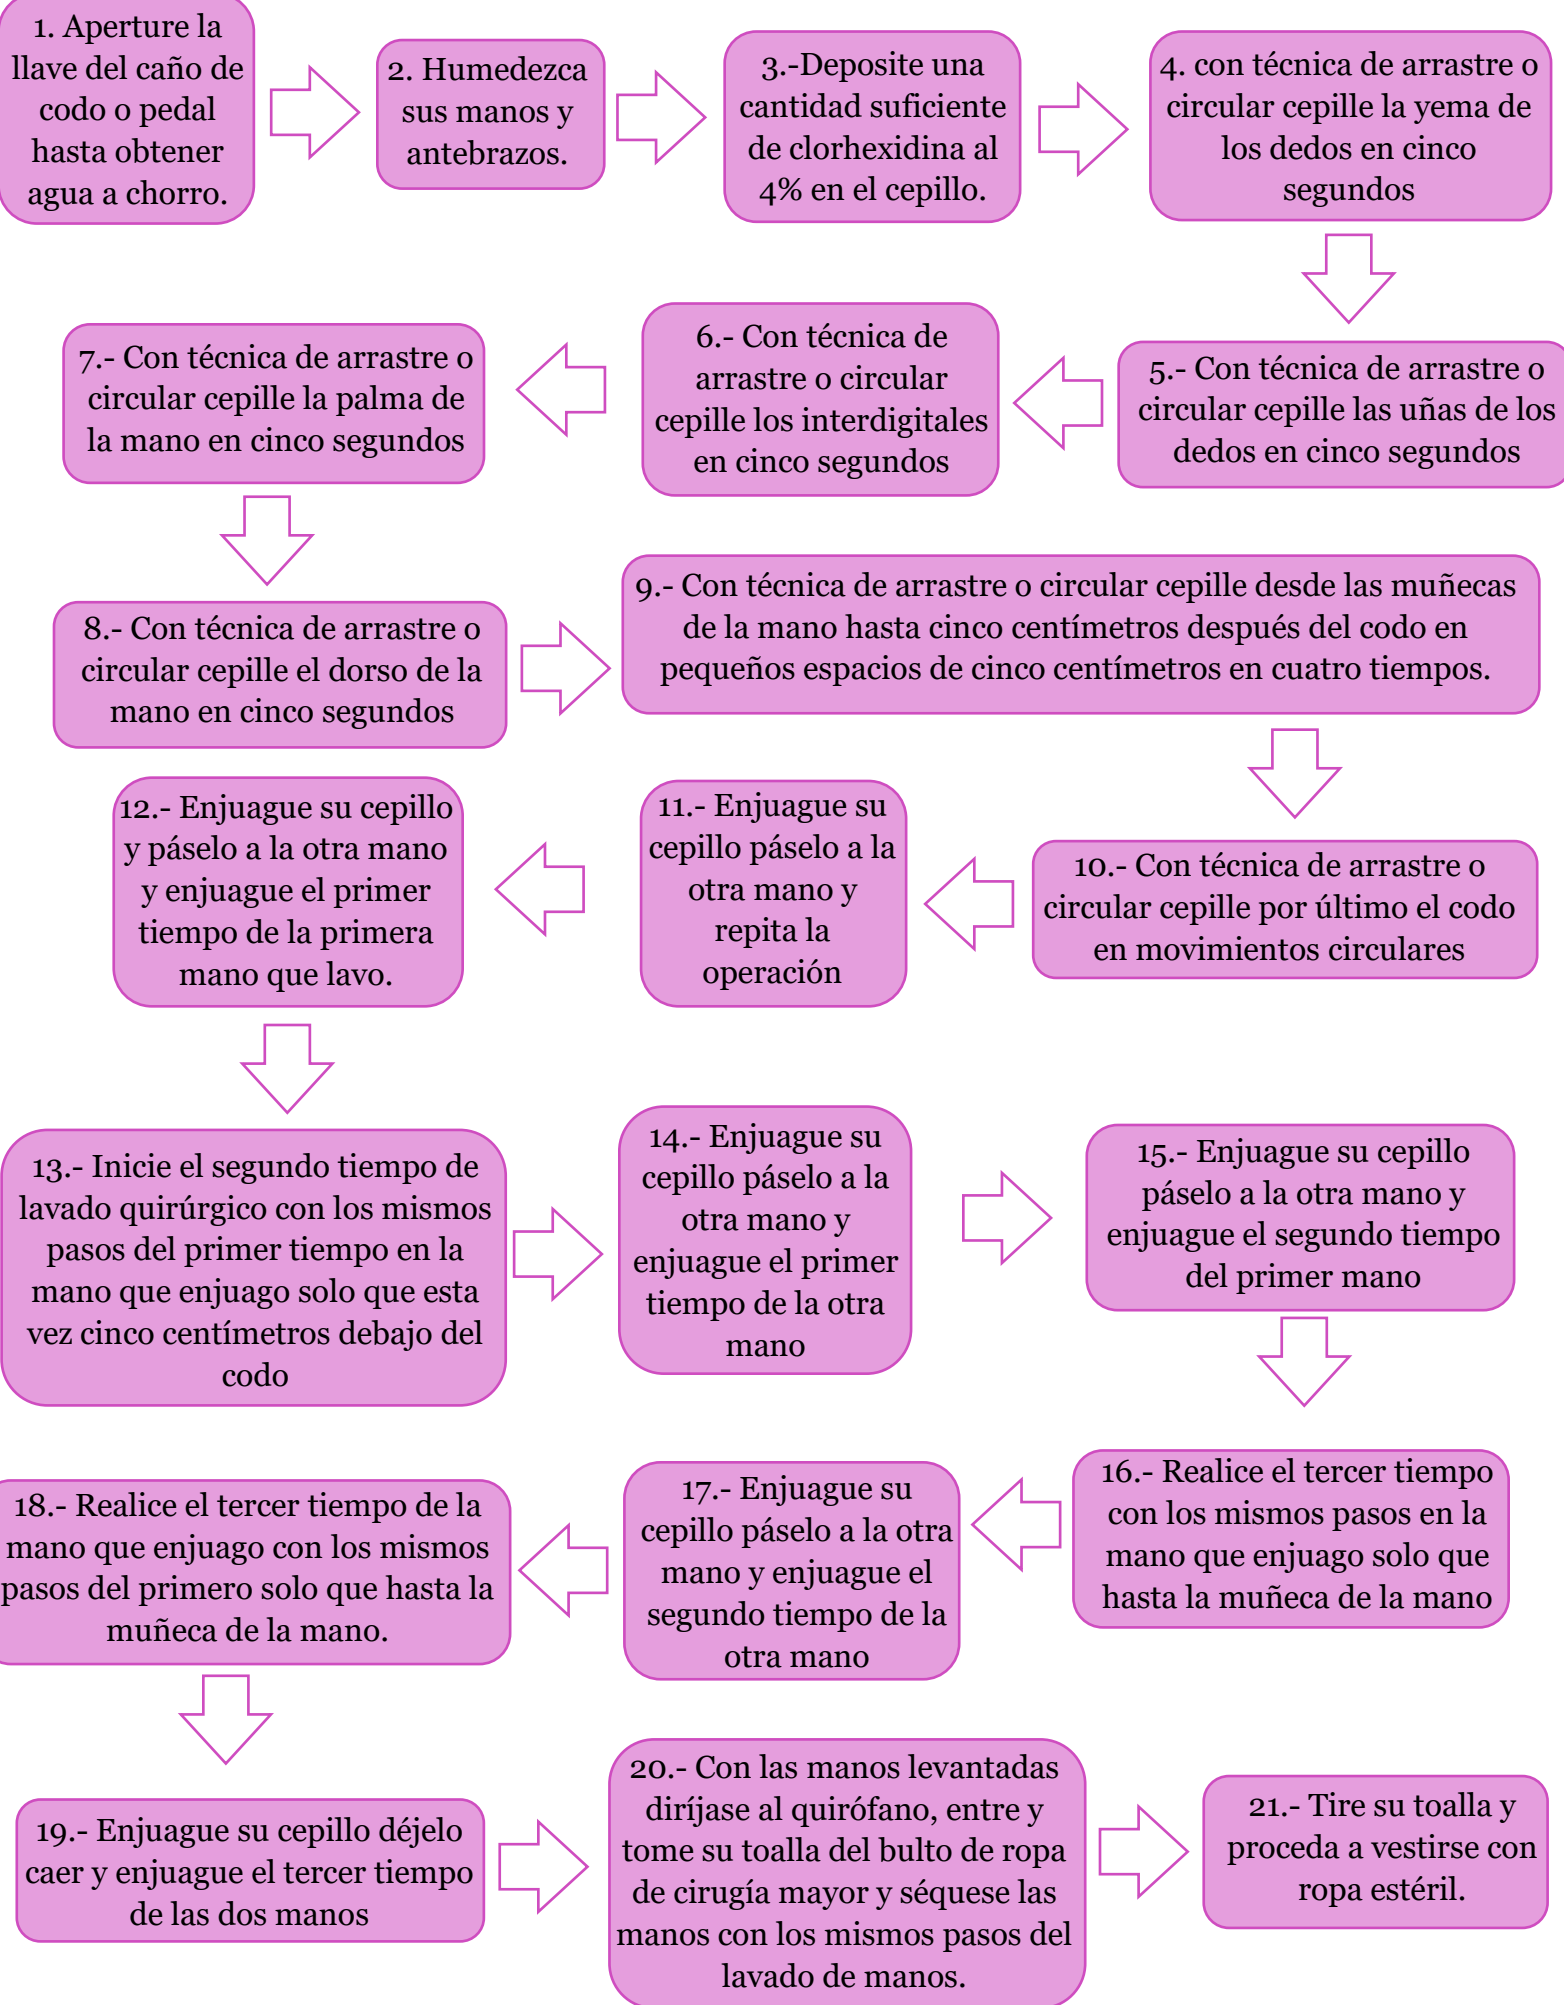 1. Aperture la
llave del caño de
codo o pedal
hasta obtener
agua a chorro.
2. Humedezca
sus manos y
antebrazos.
3.-Deposite una
cantidad suficiente
de clorhexidina al
4% en el cepillo.
4. con técnica de arrastre o
circular cepille la yema de
los dedos en cinco
segundos
5.- Con técnica de arrastre o
circular cepille las uñas de los
dedos en cinco segundos
6.- Con técnica de
arrastre o circular
cepille los interdigitales
en cinco segundos
7.- Con técnica de arrastre o
circular cepille la palma de
la mano en cinco segundos
8.- Con técnica de arrastre o
circular cepille el dorso de la
mano en cinco segundos
9.- Con técnica de arrastre o circular cepille desde las muñecas
de la mano hasta cinco centímetros después del codo en
pequeños espacios de cinco centímetros en cuatro tiempos.
10.- Con técnica de arrastre o
circular cepille por último el codo
en movimientos circulares
11.- Enjuague su
cepillo páselo a la
otra mano y
repita la
operación
12.- Enjuague su cepillo
y páselo a la otra mano
y enjuague el primer
tiempo de la primera
mano que lavo.
13.- Inicie el segundo tiempo de
lavado quirúrgico con los mismos
pasos del primer tiempo en la
mano que enjuago solo que esta
vez cinco centímetros debajo del
codo
14.- Enjuague su
cepillo páselo a la
otra mano y
enjuague el primer
tiempo de la otra
mano
15.- Enjuague su cepillo
páselo a la otra mano y
enjuague el segundo tiempo
del primer mano
16.- Realice el tercer tiempo
con los mismos pasos en la
mano que enjuago solo que
hasta la muñeca de la mano
17.- Enjuague su
cepillo páselo a la otra
mano y enjuague el
segundo tiempo de la
otra mano
18.- Realice el tercer tiempo de la
mano que enjuago con los mismos
pasos del primero solo que hasta la
muñeca de la mano.
19.- Enjuague su cepillo déjelo
caer y enjuague el tercer tiempo
de las dos manos
20.- Con las manos levantadas
diríjase al quirófano, entre y
tome su toalla del bulto de ropa
de cirugía mayor y séquese las
manos con los mismos pasos del
lavado de manos.
21.- Tire su toalla y
proceda a vestirse con
ropa estéril.